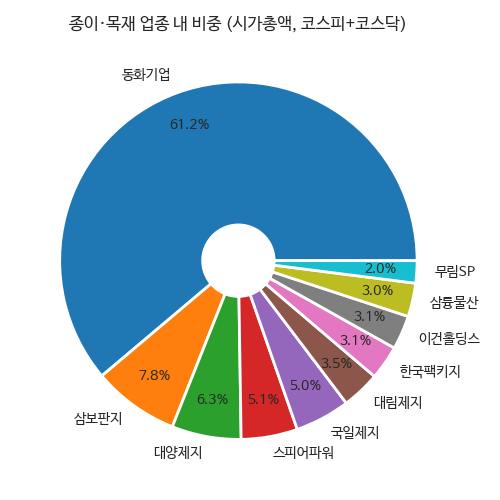 종이·목재 업종 내 비중 (시가총액, 코스피+코스닥)
동화기업
61.2%
삼보판지
7.8%
대양제지
6.3%
스피어파워
5.1%
국일제지
5.0%
대림제지
3.5%
한국팩키지
3.1%
이건홀딩스
3.1%
삼륭물산
3.0%
무림SP
2.0%